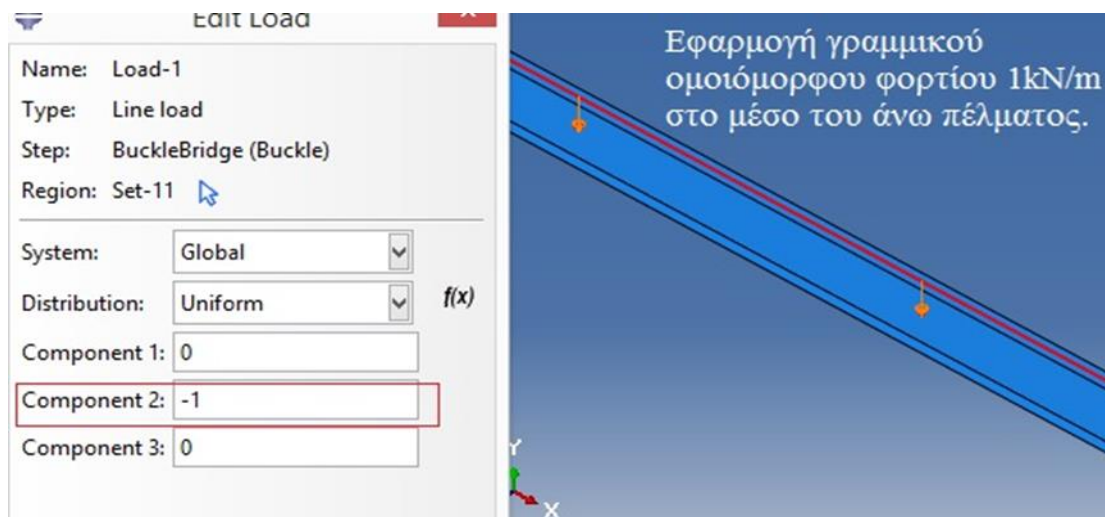 Edit Load
Name: Load-1
Type: Line load
Step: BuckleBridge (Buckle)
Region: Set-11
System: Global
Distribution: Uniform f(x)
Component 1: 0
Component 2: -1
Component 3: 0
Εφαρμογή γραμμικού
ομοιόμορφου φορτίου 1kN/m
στο μέσο του άνω πέλματος.
Y
X